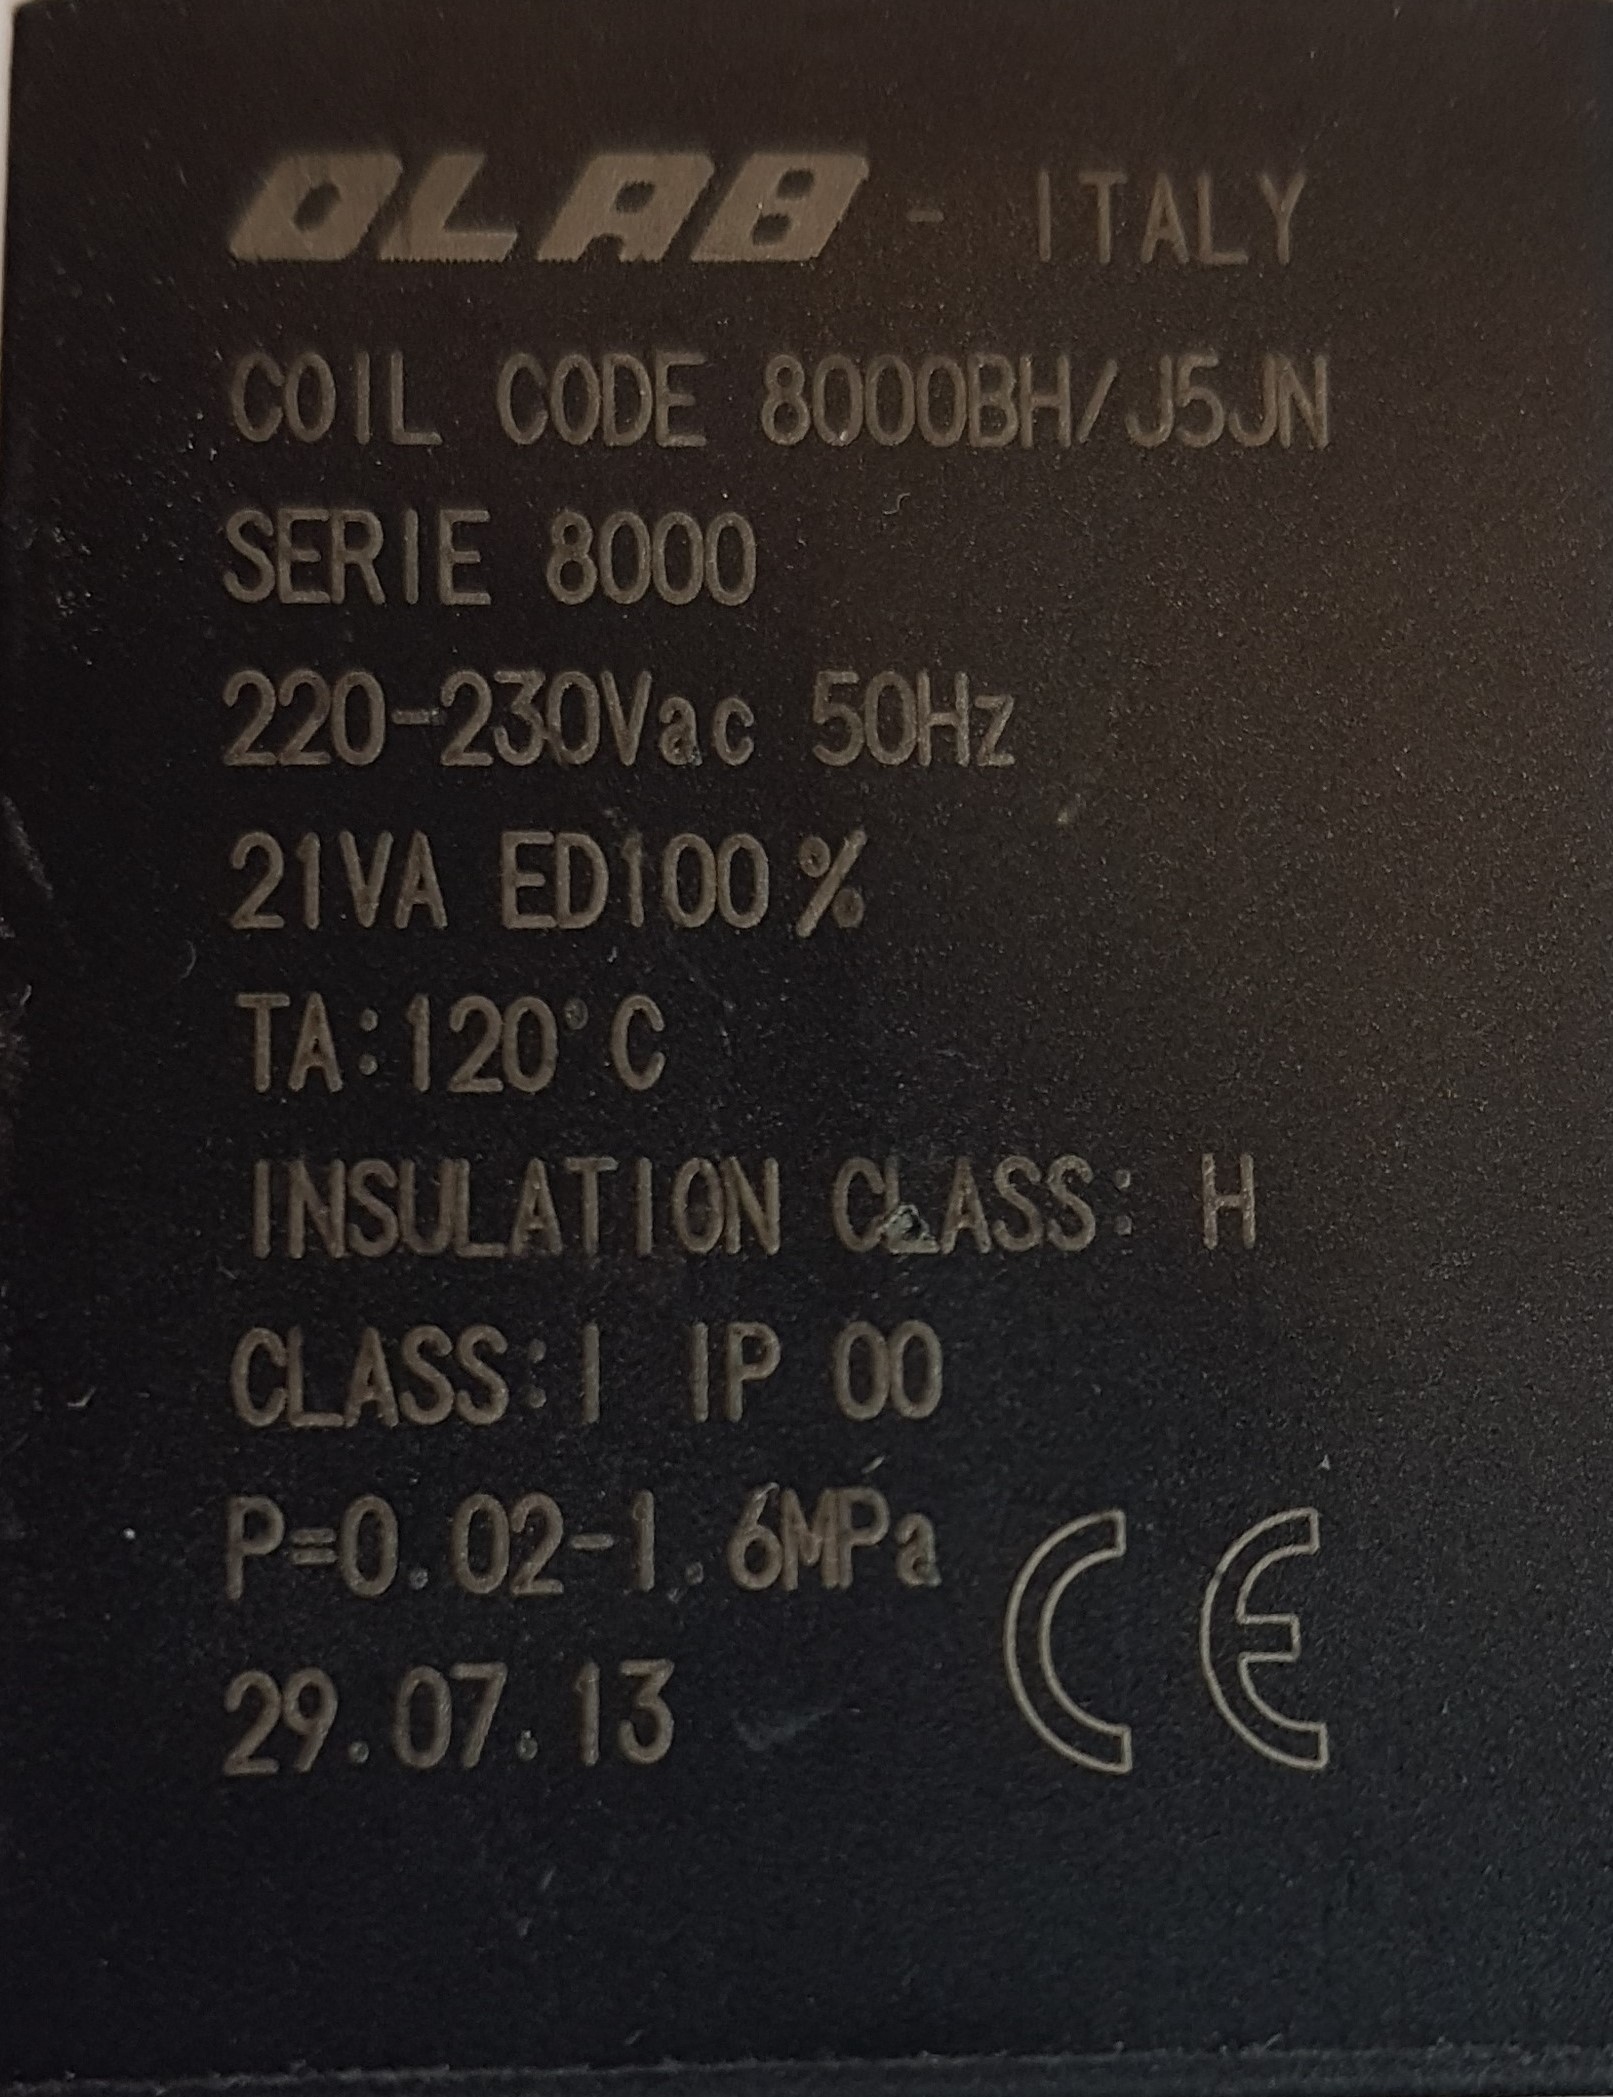 OLAB - ITALY
COIL CODE 8000BH/J5JN
SERIE 8000
220-230Vac 50Hz
21VA ED100%
TA:120°C
INSULATION CLASS: H
CLASS:I IP 00
P=0.02-1.6MPa
29.07.13 CE